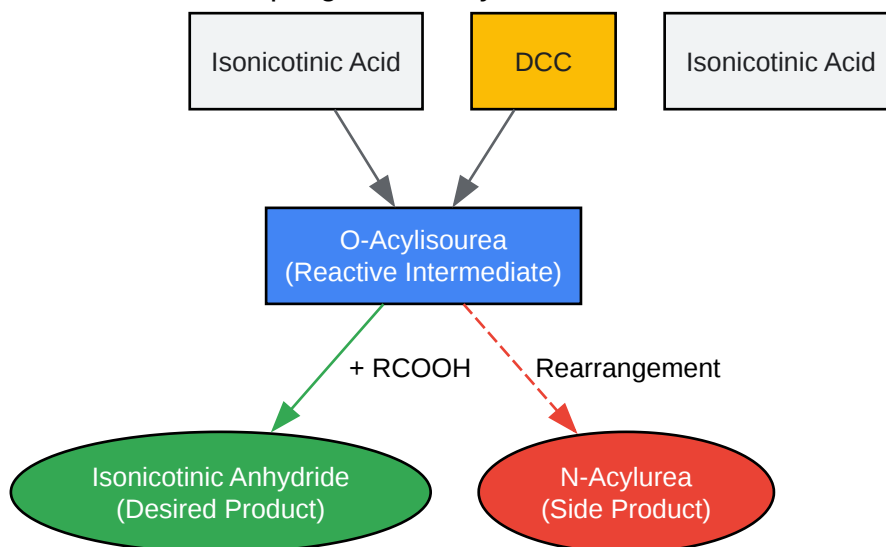 Isonicotinic Acid
DCC
Isonicotinic Acid
O-Acylisourea
(Reactive Intermediate)
+ RCOOH
Rearrangement
Isonicotinic Anhydride
(Desired Product)
N-Acylurea
(Side Product)